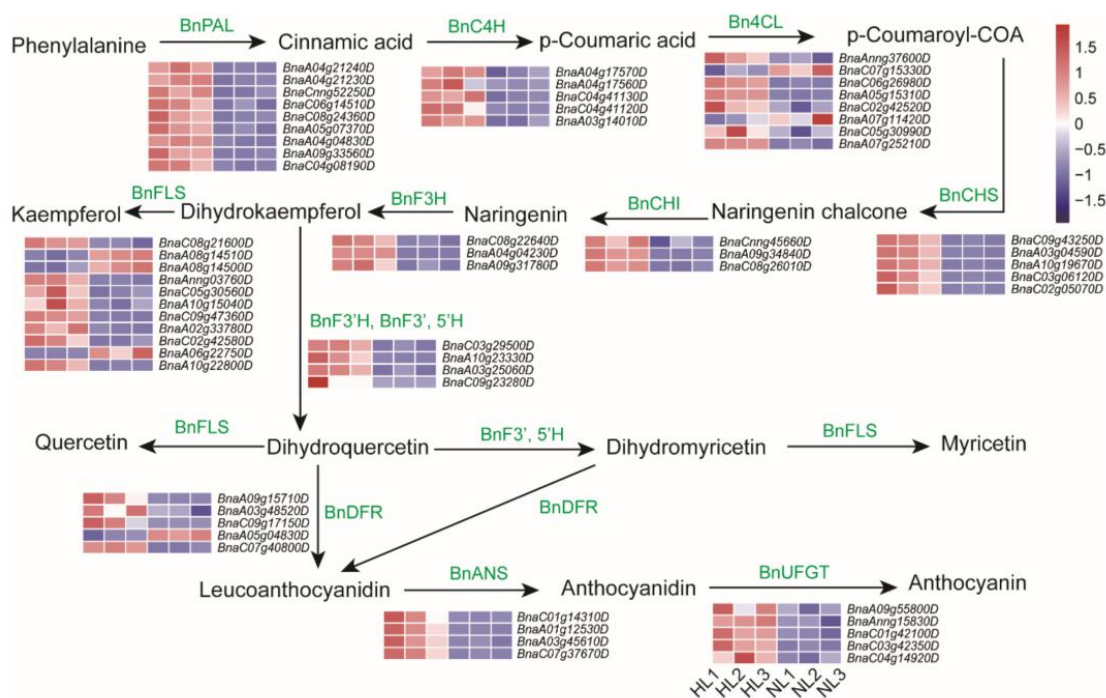 BnPAL
BnC4H
Bn4CL
Phenylalanine
Cinnamic acid
p-Coumaric acid
p-Coumaroyl-COA
BnaA04g21240D
BnaA04g21230D
BnaCnng52250D
BnaC06g14510D
BnaC08g24360D
BnaA05g07370D
BnaA04g04830D
BnaA09g33560D
BnaC04g08190D
BnaA04g17570D
BnaA04g17560D
BnaC04g41130D
BnaC04g41120D
BnaA03g14010D
BnaAnng37600D
BnaC07g15330D
BnaC06g26980D
BnaA05g15310D
BnaC02g42520D
BnaA07g11420D
BnaC05g30990D
BnaA07g25210D
1.5
1
0.5
0
−0.5
−1
−1.5
BnFLS
BnF3H
BnCHI
BnCHS
Kaempferol
Dihydrokaempferol
Naringenin
Naringenin chalcone
BnaC08g21600D
BnaA08g14510D
BnaA08g14500D
BnaAnng03760D
BnaC05g30560D
BnaA10g15040D
BnaC09g47360D
BnaA02g33780D
BnaC02g42580D
BnaA06g22750D
BnaA10g22800D
BnaC08g22640D
BnaA04g04230D
BnaA09g31780D
BnaCnng45660D
BnaA09g34840D
BnaC08g26010D
BnaC09g43250D
BnaA03g04590D
BnaA10g19670D
BnaC03g06120D
BnaC02g05070D
BnF3'H, BnF3', 5'H
BnaC03g29500D
BnaA10g23330D
BnaA03g25060D
BnaC09g23280D
BnFLS
BnF3', 5'H
BnFLS
Quercetin
Dihydroquercetin
Dihydromyricetin
Myricetin
BnaA09g15710D
BnaA03g48520D
BnaC09g17150D
BnaA05g04830D
BnaC07g40800D
BnDFR
BnDFR
BnANS
BnUFGT
Leucoanthocyanidin
Anthocyanidin
Anthocyanin
BnaC01g14310D
BnaA01g12530D
BnaA03g45610D
BnaC07g37670D
BnaA09g55800D
BnaAnng15830D
BnaC01g42100D
BnaC03g42350D
BnaC04g14920D
HL1
HL2
HL3
NL1
NL2
NL3